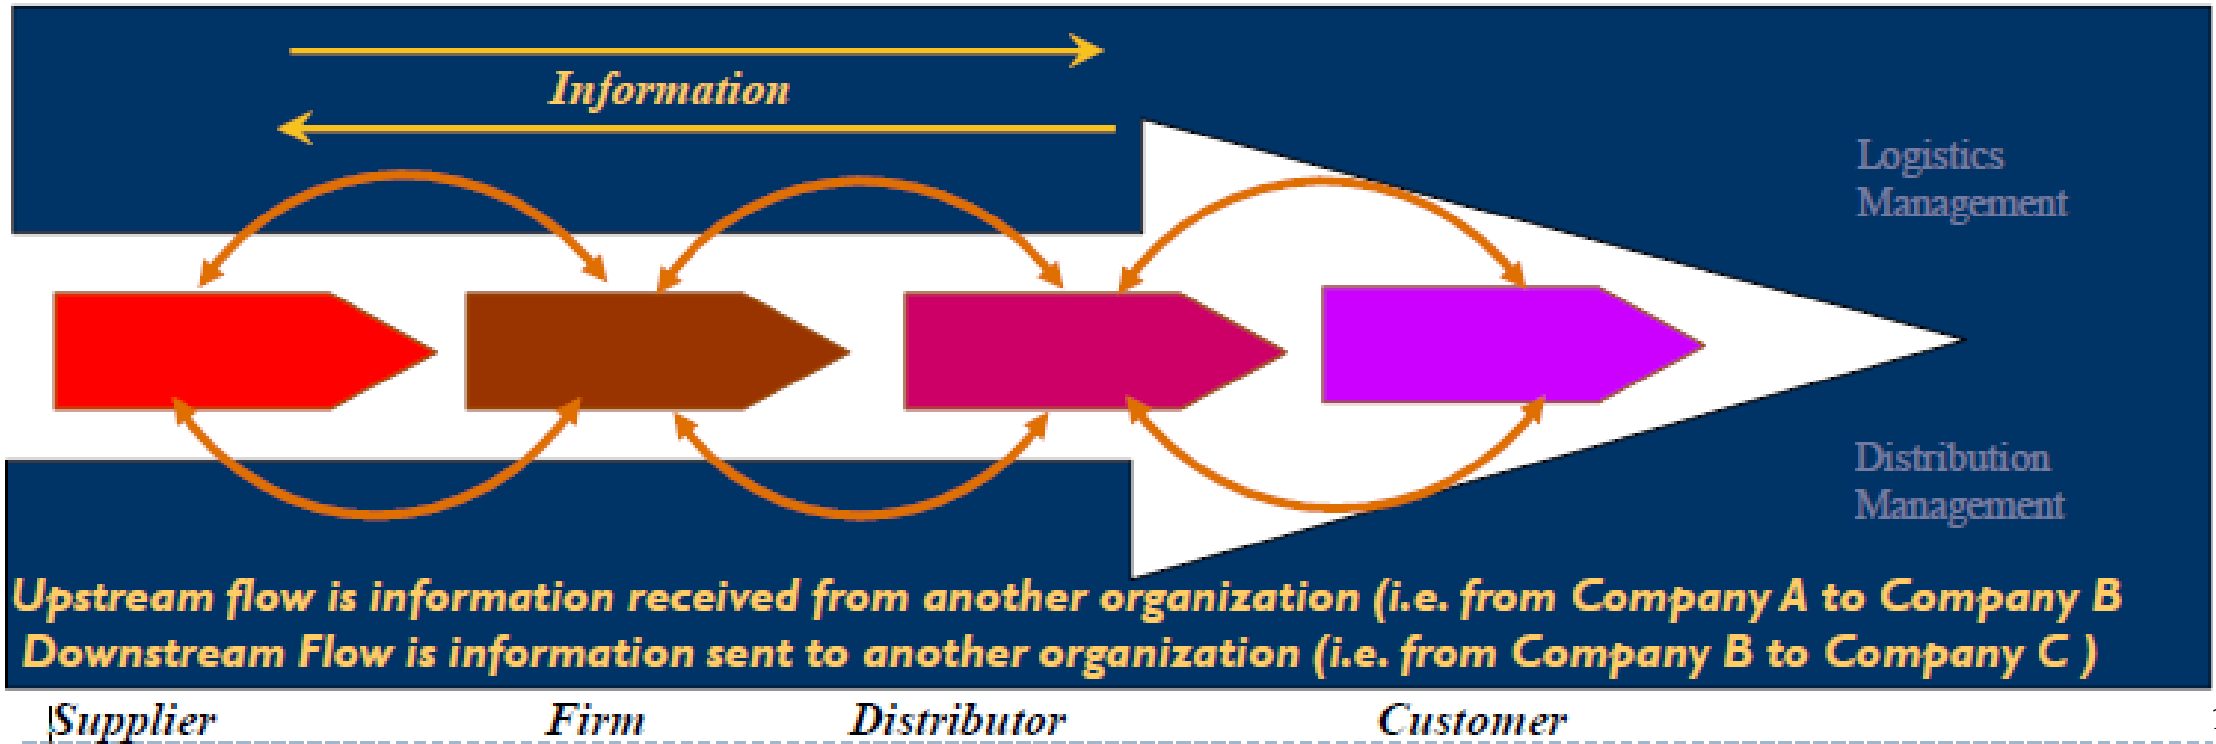 Information
Logistics
Management
Distribution
Management
Upstream flow is information received from another organization (i.e. from Company A to Company B
Downstream Flow is information sent to another organization (i.e. from Company B to Company C )
Supplier Firm Distributor Customer